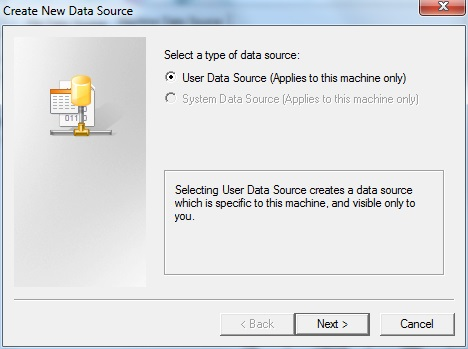 Create New Data Source
Select a type of data source:
User Data Source (Applies to this machine only)
System Data Source (Applies to this machine only)
Selecting User Data Source creates a data source
which is specific to this machine, and visible only to
you.
< Back
Next >
Cancel